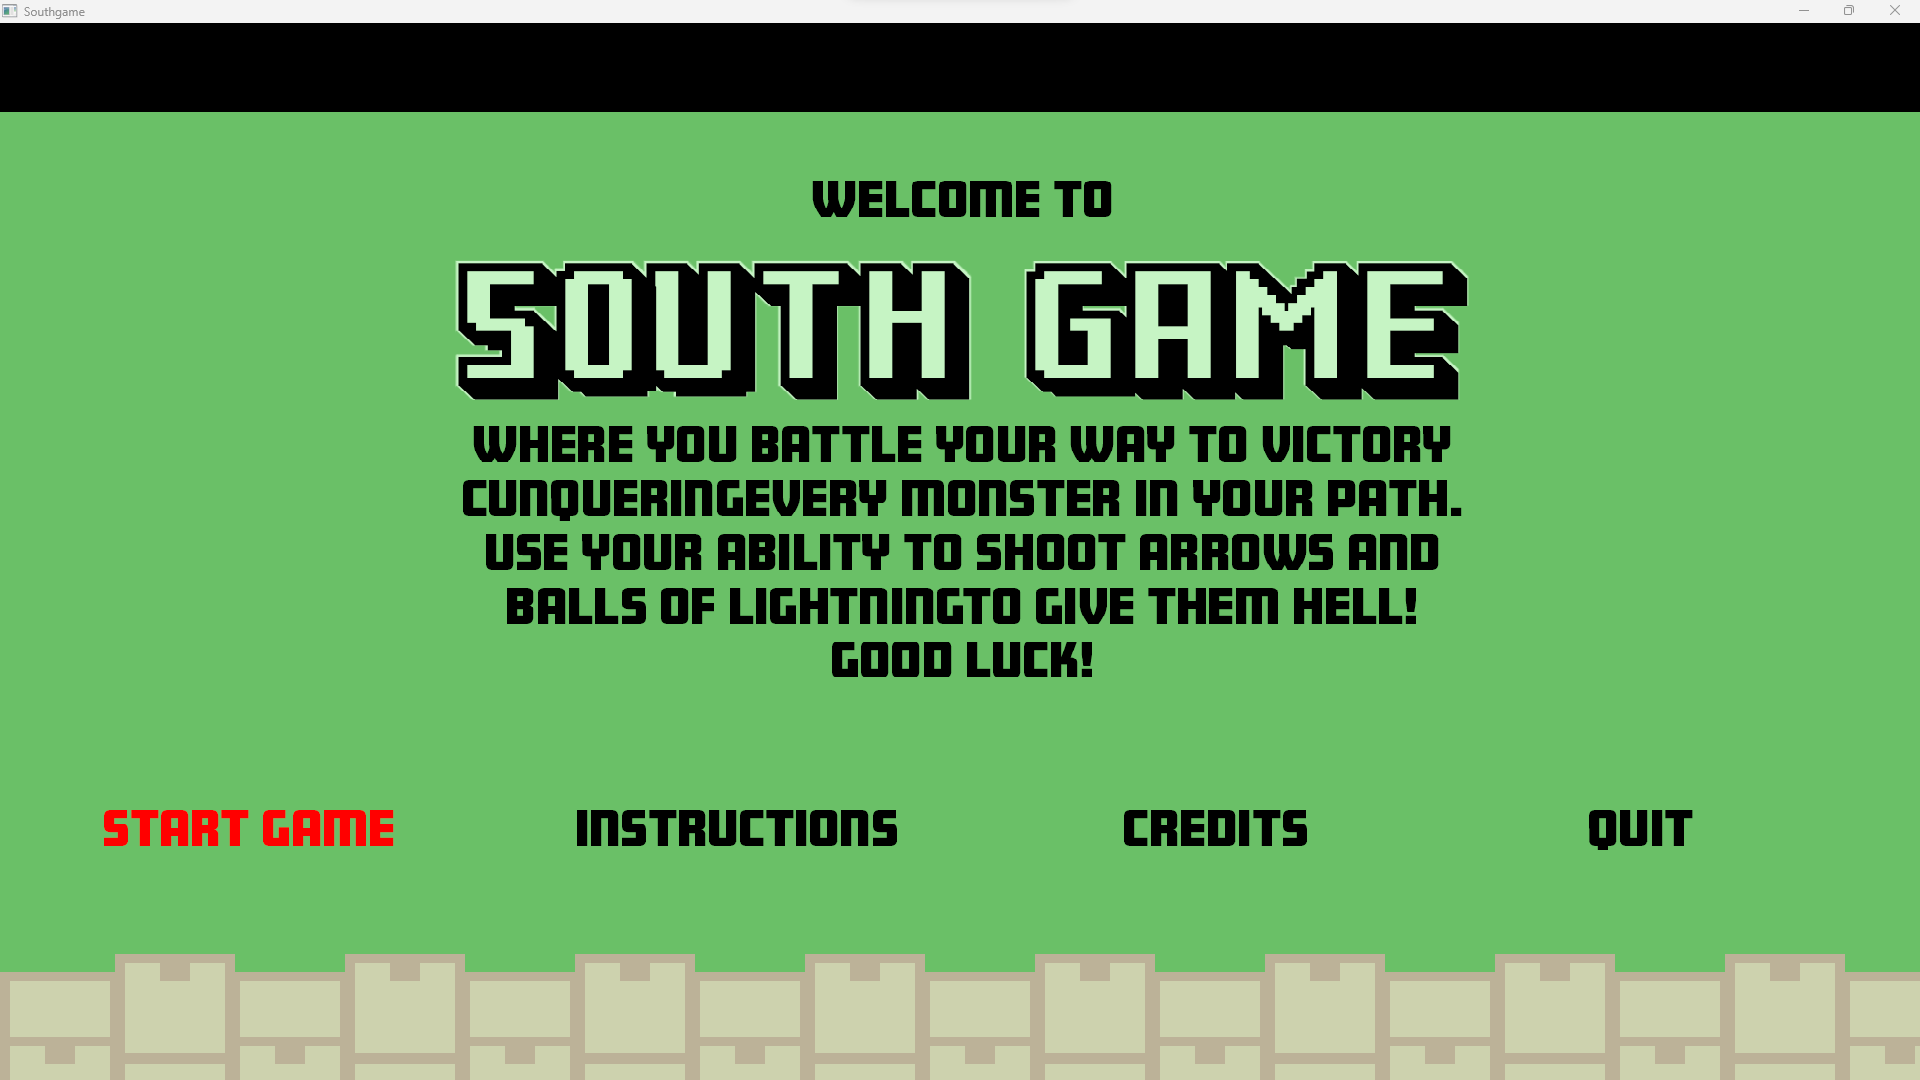 Southgame
WELCOME TO
SOUTH GAME
WHERE YOU BATTLE YOUR WAY TO VICTORY
CUNQUERINGEVERY MONSTER IN YOUR PATH.
USE YOUR ABILITY TO SHOOT ARROWS AND
BALLS OF LIGHTNINGTO GIVE THEM HELL!
GOOD LUCK!
START GAME INSTRUCTIONS CREDITS QUIT